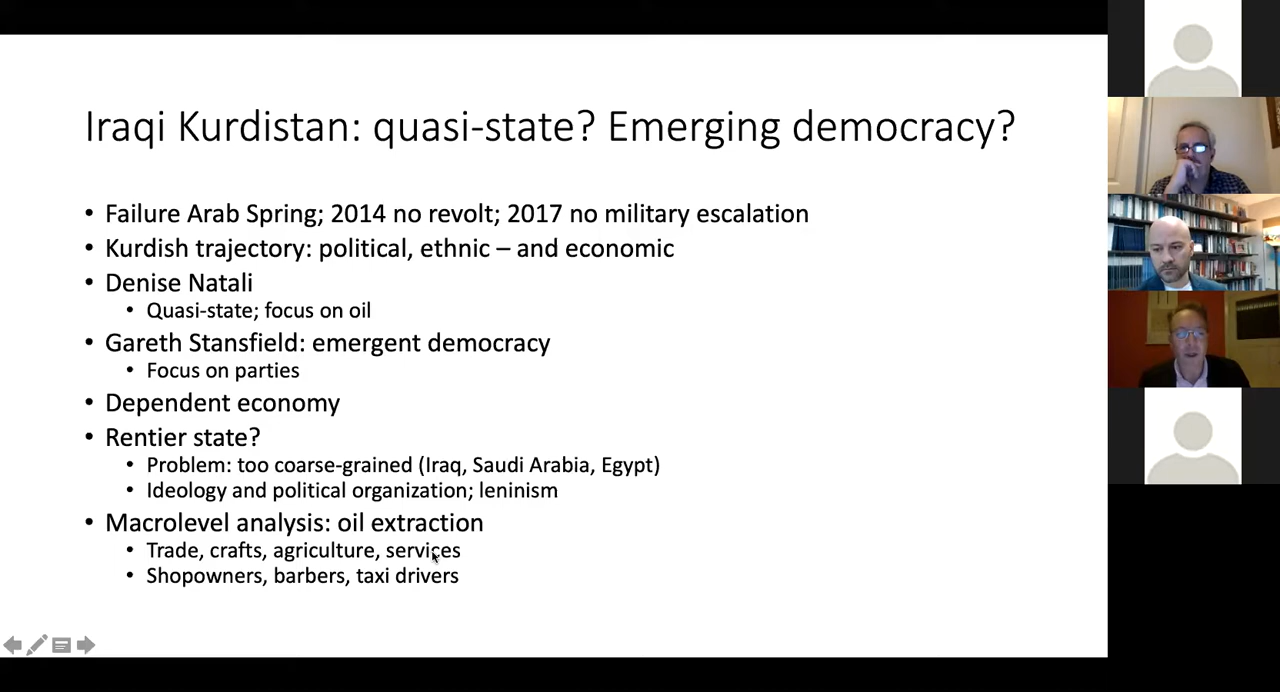 Iraqi Kurdistan: quasi-state? Emerging democracy?
• Failure Arab Spring; 2014 no revolt; 2017 no military escalation
• Kurdish trajectory: political, ethnic – and economic
• Denise Natali
• Quasi-state; focus on oil
• Gareth Stansfield: emergent democracy
• Focus on parties
• Dependent economy
• Rentier state?
• Problem: too coarse-grained (Iraq, Saudi Arabia, Egypt)
• Ideology and political organization; leninism
• Macrolevel analysis: oil extraction
• Trade, crafts, agriculture, services
• Shopowners, barbers, taxi drivers